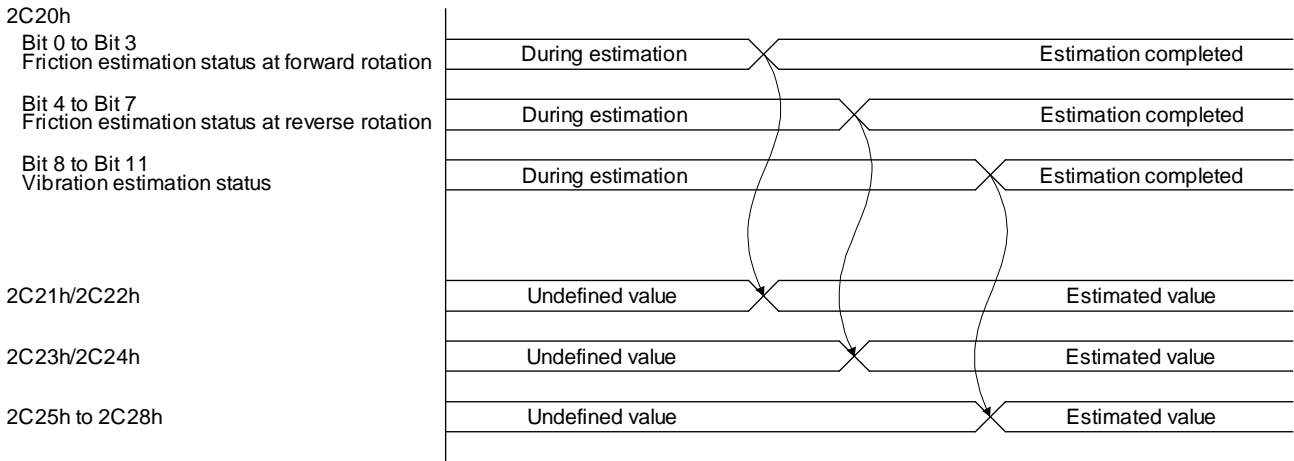 2C20h
Bit 0 to Bit 3
Friction estimation status at forward rotation
During estimation
Estimation completed
Bit 4 to Bit 7
Friction estimation status at reverse rotation
During estimation
Estimation completed
Bit 8 to Bit 11
Vibration estimation status
During estimation
Estimation completed
2C21h/2C22h
Undefined value
Estimated value
2C23h/2C24h
Undefined value
Estimated value
2C25h to 2C28h
Undefined value
Estimated value